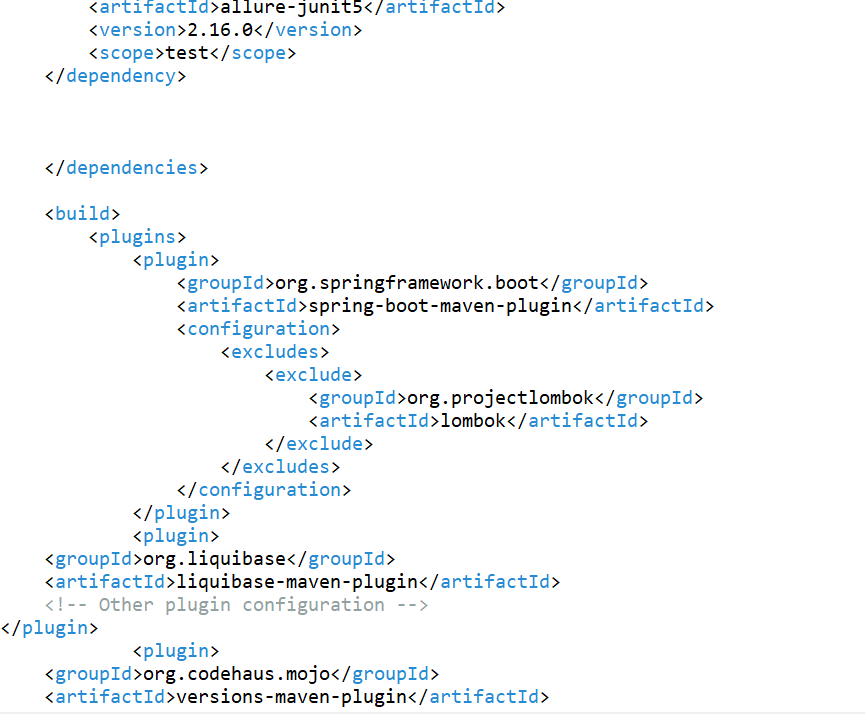 <artifactId>allure-junit5</artifactId>
<version>2.16.0</version>
<scope>test</scope>
</dependency>
</dependencies>
<build>
<plugins>
<plugin>
<groupId>org.springframework.boot</groupId>
<artifactId>spring-boot-maven-plugin</artifactId>
<configuration>
<excludes>
<exclude>
<groupId>org.projectlombok</groupId>
<artifactId>lombok</artifactId>
</exclude>
</excludes>
</configuration>
</plugin>
<plugin>
<groupId>org.liquibase</groupId>
<artifactId>liquibase-maven-plugin</artifactId>
<!-- Other plugin configuration -->
</plugin>
<plugin>
<groupId>org.codehaus.mojo</groupId>
<artifactId>versions-maven-plugin</artifactId>